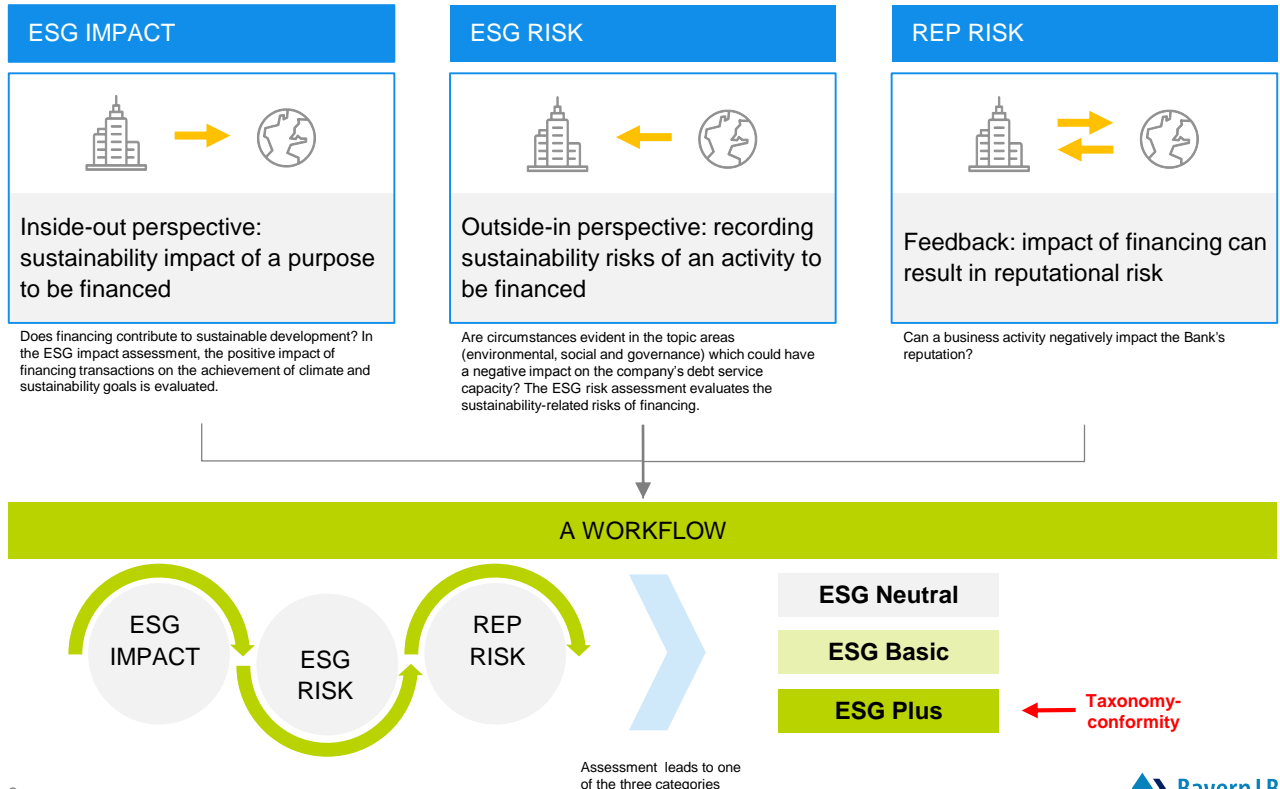 ESG IMPACT
ESG RISK
REP RISK
Inside-out perspective:
sustainability impact of a purpose
to be financed
Outside-in perspective: recording
sustainability risks of an activity to
be financed
Feedback: impact of financing can
result in reputational risk
Does financing contribute to sustainable development? In
the ESG impact assessment, the positive impact of
financing transactions on the achievement of climate and
sustainability goals is evaluated.
Are circumstances evident in the topic areas
(environmental, social and governance) which could have
a negative impact on the company's debt service
capacity? The ESG risk assessment evaluates the
sustainability-related risks of financing.
Can a business activity negatively impact the Bank's
reputation?
A WORKFLOW
ESG
IMPACT
ESG
RISK
REP
RISK
ESG Neutral
ESG Basic
ESG Plus
Taxonomy-
conformity
Assessment leads to one
of the three categories